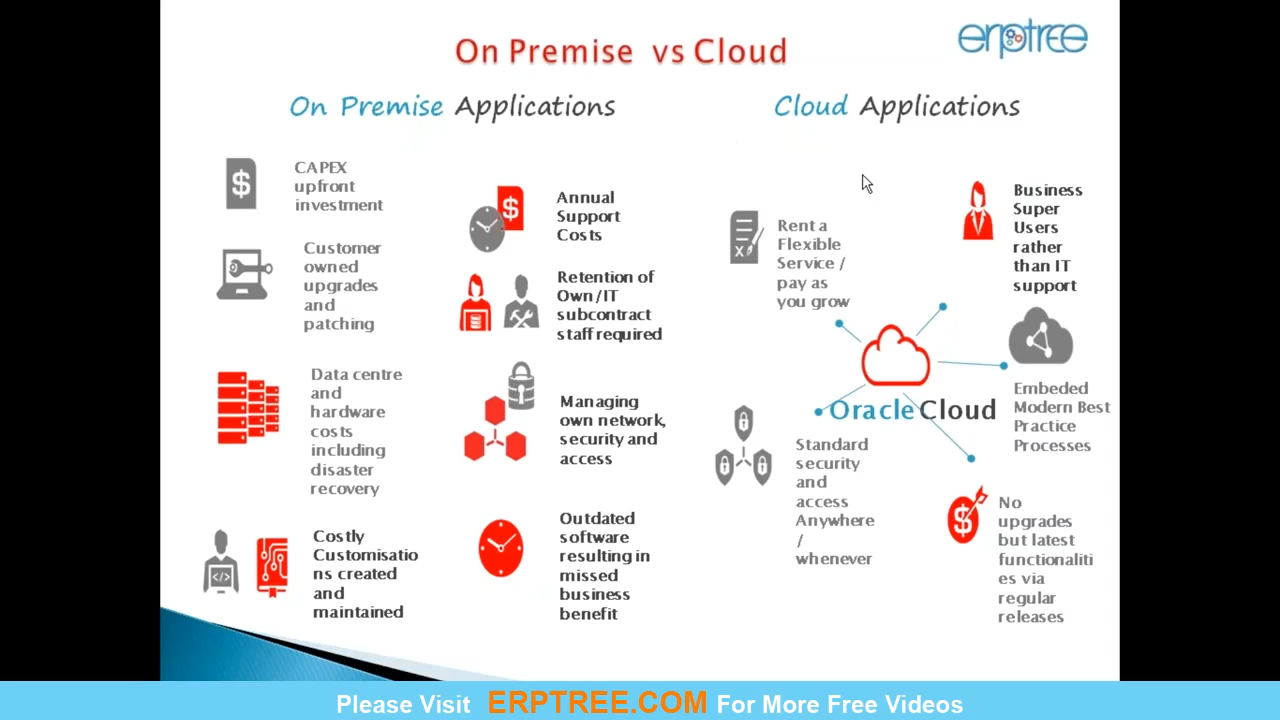 erptree
On Premise vs Cloud
On Premise Applications
CAPEX
upfront
investment
Customer
owned
upgrades
and
patching
Data centre
and
hardware
costs
including
disaster
recovery
Costly
Customisatio
ns created
and
maintained
Annual
Support
Costs
Retention of
Own/IT
subcontract
staff required
Managing
own network,
security and
access
Outdated
software
resulting in
missed
business
benefit
Cloud Applications
Rent a
Flexible
Service /
pay as
you grow
Business
Super
Users
rather
than IT
support
Oracle Cloud
Embeded
Modern Best
Practice
Processes
Standard
security
and
access
Anywhere
/
whenever
No
upgrades
but latest
functionaliti
es via
regular
releases
Please Visit ERPTREE.COM For More Free Videos